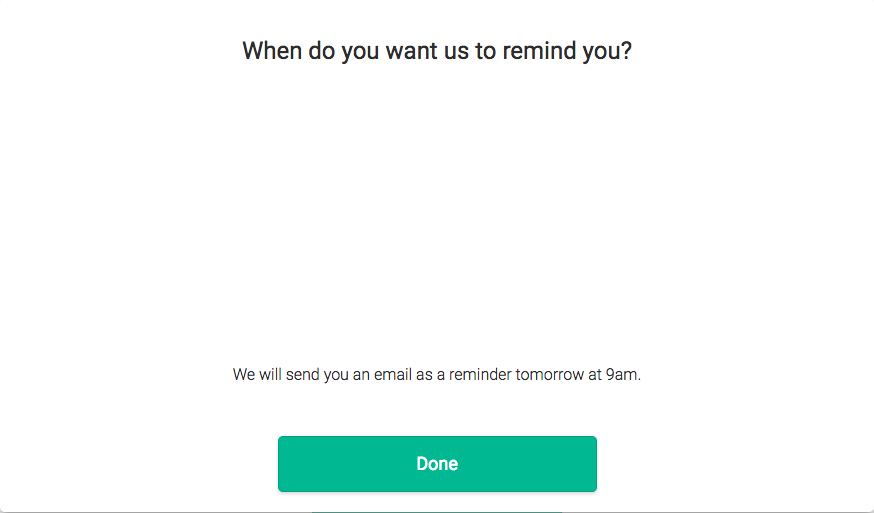 When do you want us to remind you?
We will send you an email as a reminder tomorrow at 9am.
Done